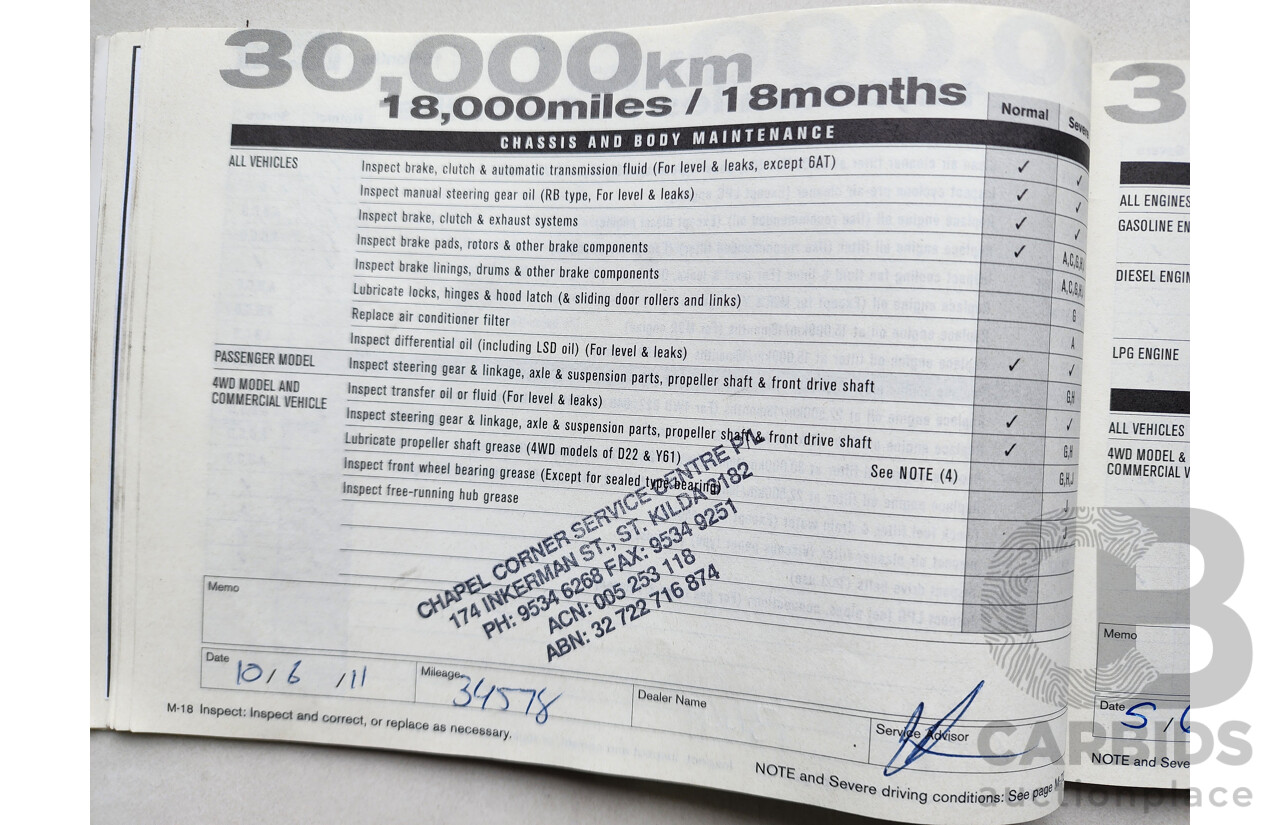 30,000km
18,000miles / 18months
Normal
Severe
CHASSIS AND BODY MAINTENANCE
ALL VEHICLES
Inspect brake, clutch & automatic transmission fluid (For level & leaks, except 6AT) ✓ ✓
Inspect manual steering gear oil (RB type, For level & leaks) ✓ ✓
Inspect brake, clutch & exhaust systems ✓ ✓
Inspect brake pads, rotors & other brake components ✓ A,C,G,H
Inspect brake linings, drums & other brake components A,C,G,H
Lubricate locks, hinges & hood latch (& sliding door rollers and links) G
Replace air conditioner filter A
Inspect differential oil (including LSD oil) (For level & leaks) ✓ ✓
PASSENGER MODEL
Inspect steering gear & linkage, axle & suspension parts, propeller shaft & front drive shaft G,H
4WD MODEL AND
COMMERCIAL VEHICLE
Inspect transfer oil or fluid (For level & leaks) ✓ ✓
Inspect steering gear & linkage, axle & suspension parts, propeller shaft & front drive shaft ✓ G,H
Lubricate propeller shaft grease (4WD models of D22 & Y61) See NOTE (4) G,H,J
Inspect front wheel bearing grease (Except for sealed type bearing) J
Inspect free-running hub grease J
CHAPEL CORNER SERVICE CENTRE P/L
174 INKERMAN ST., ST. KILDA 3182
PH: 9534 6268 FAX: 9534 9251
ACN: 005 253 118
ABN: 32 722 716 874
Memo
Date 10/6/11
Mileage 34578
Dealer Name
Service Advisor
M-18 Inspect: Inspect and correct, or replace as necessary.
NOTE and Severe driving conditions: See page
3
ALL ENGINES
GASOLINE EN
DIESEL ENGIN
LPG ENGINE
ALL VEHICLES
4WD MODEL &
COMMERCIAL V
Memo
Date 5/
NOTE and Seve
CARBIDS
auctionplace